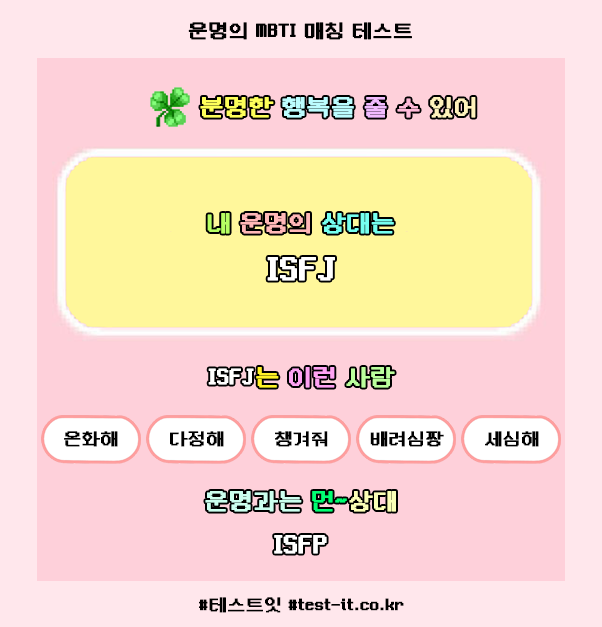 운명의 MBTI 매칭 테스트
분명한 행복을 줄 수 있어
내 운명의 상대는
ISFJ
ISFJ는 이런 사람
온화해 다정해 챙겨줘 배려심짱 세심해
운명과는 먼~상대
ISFP
#테스트잇 #test-it.co.kr